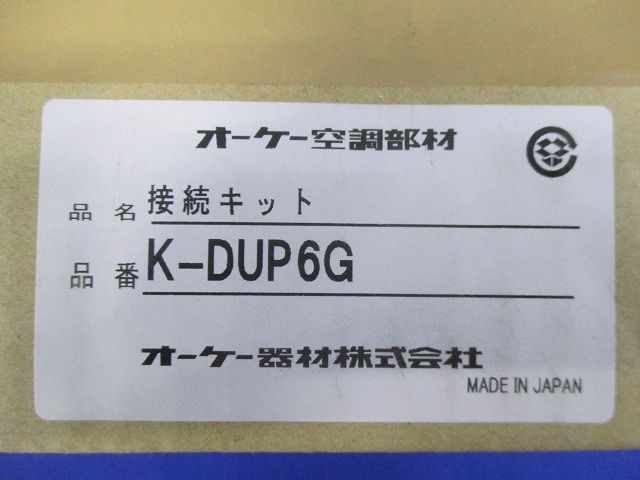 オーケー空調部材
品名 接続キット
品番 K-DUP6G
オーケー器材株式会社
MADE IN JAPAN